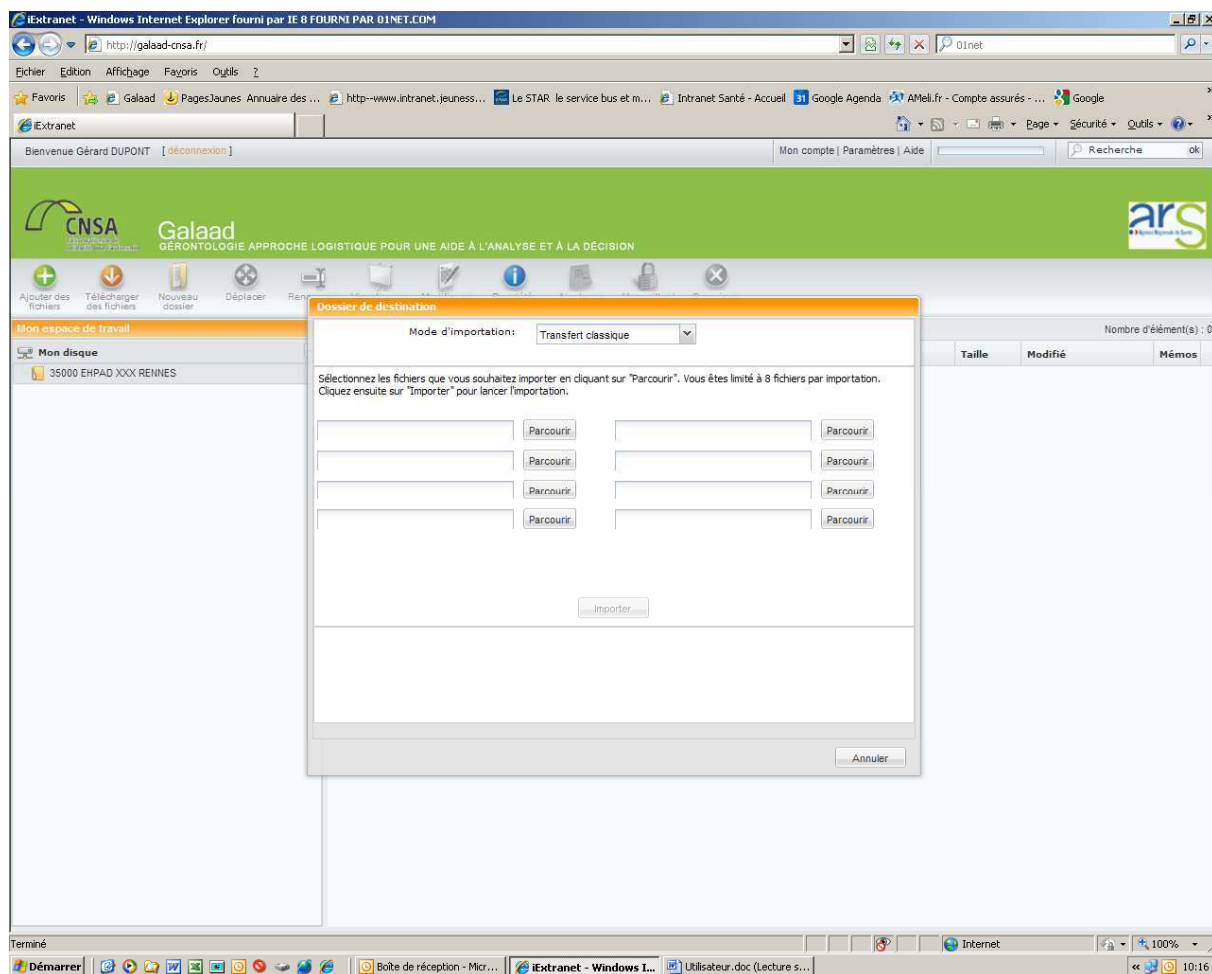 iExtranet - Windows Internet Explorer fourni par IE 8 FOURNI PAR 01NET.COM
http://galaad-cnsa.fr/
01net
Fichier Edition Affichage Favoris Outils ?
Favoris Galaad PagesJaunes Annuaire des ... http--www.intranet.jeuness... Le STAR le service bus et m... Intranet Santé - Accueil 31 Google Agenda AMeli.fr - Compte assurés - ... Google
iExtranet
Page Sécurité Outils
Bienvenue Gérard DUPONT [ déconnexion ]
Mon compte | Paramètres | Aide
Recherche ok
CNSA
Galaad
GÉRONTOLOGIE APPROCHE LOGISTIQUE POUR UNE AIDE À L'ANALYSE ET À LA DÉCISION
ars
Ajouter des fichiers
Télécharger des fichiers
Nouveau dossier
Déplacer
Dossier de destination
Mon espace de travail
Nombre d'élément(s) : 0
Mode d'importation: Transfert classique
Mon disque
Taille Modifié Mémos
35000 EHPAD XXX RENNES
Sélectionnez les fichiers que vous souhaitez importer en cliquant sur "Parcourir". Vous êtes limité à 8 fichiers par importation.
Cliquez ensuite sur "Importer" pour lancer l'importation.
Parcourir Parcourir
Parcourir Parcourir
Parcourir Parcourir
Parcourir Parcourir
Importer
Annuler
Terminé
Internet
100%
Démarrer
Boîte de réception - Micr...
iExtranet - Windows I...
Utilisateur.doc (Lecture s...
10:16